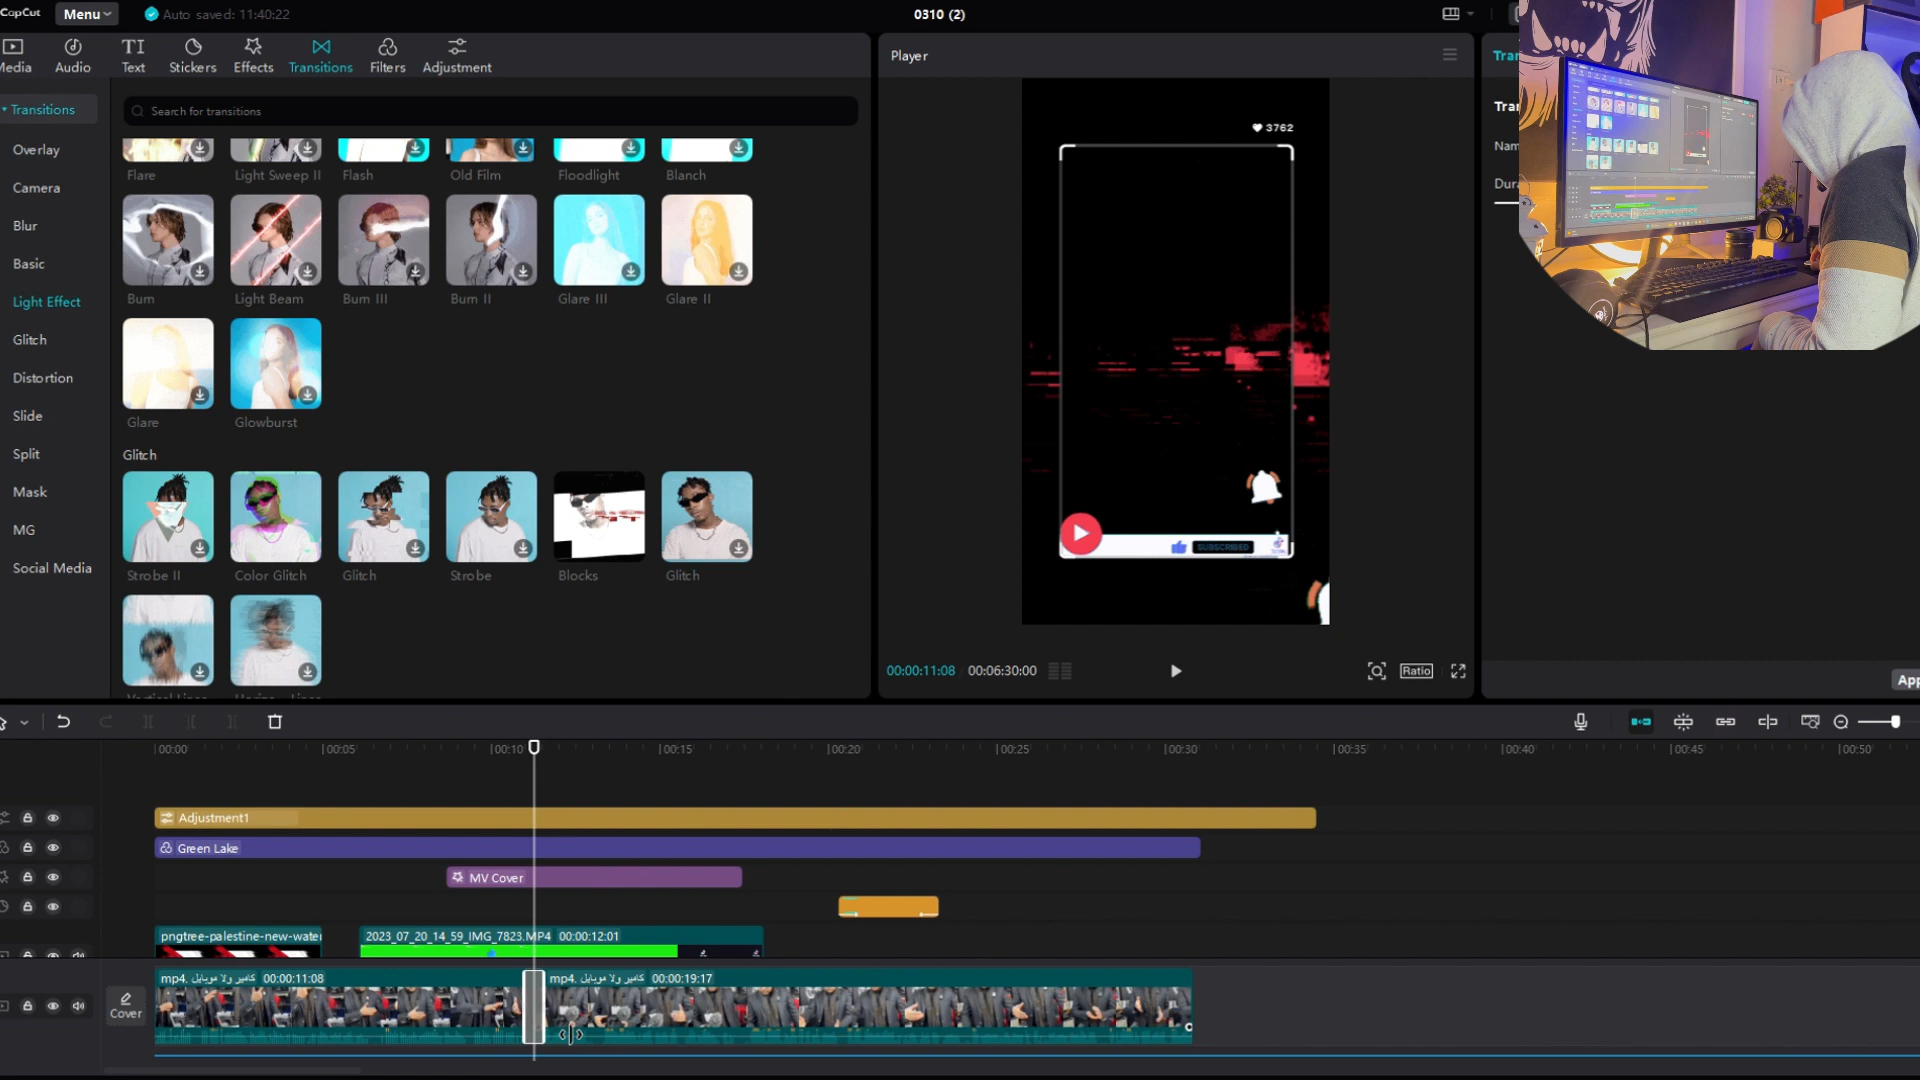 CapCut
Menu
Auto saved: 11:40:22
0310 (2)
Media
Audio
Text
Stickers
Effects
Transitions
Filters
Adjustment
Transitions
Overlay
Camera
Blur
Basic
Light Effect
Glitch
Distortion
Slide
Split
Mask
MG
Social Media
Search for transitions
Flare
Light Sweep II
Flash
Old Film
Floodlight
Blanch
Burn
Light Beam
Burn III
Burn II
Glare III
Glare II
Glare
Glowburst
Glitch
Strobe II
Color Glitch
Glitch
Strobe
Blocks
Glitch
Player
3762
SUBSCRIBED
00:00:11:08
00:06:30:00
Ratio
Tra
Tra
Nam
Dura
App
00:00
00:05
00:10
00:15
00:20
00:25
00:30
00:35
00:40
00:45
00:50
Adjustment1
Green Lake
MV Cover
pngtree-palestine-new-water
2023_07_20_14_59_IMG_7823.MP4 00:00:12:01
Cover
كامير ولا موبايل .mp4 00:00:11:08
كامير ولا موبايل .mp4 00:00:19:17